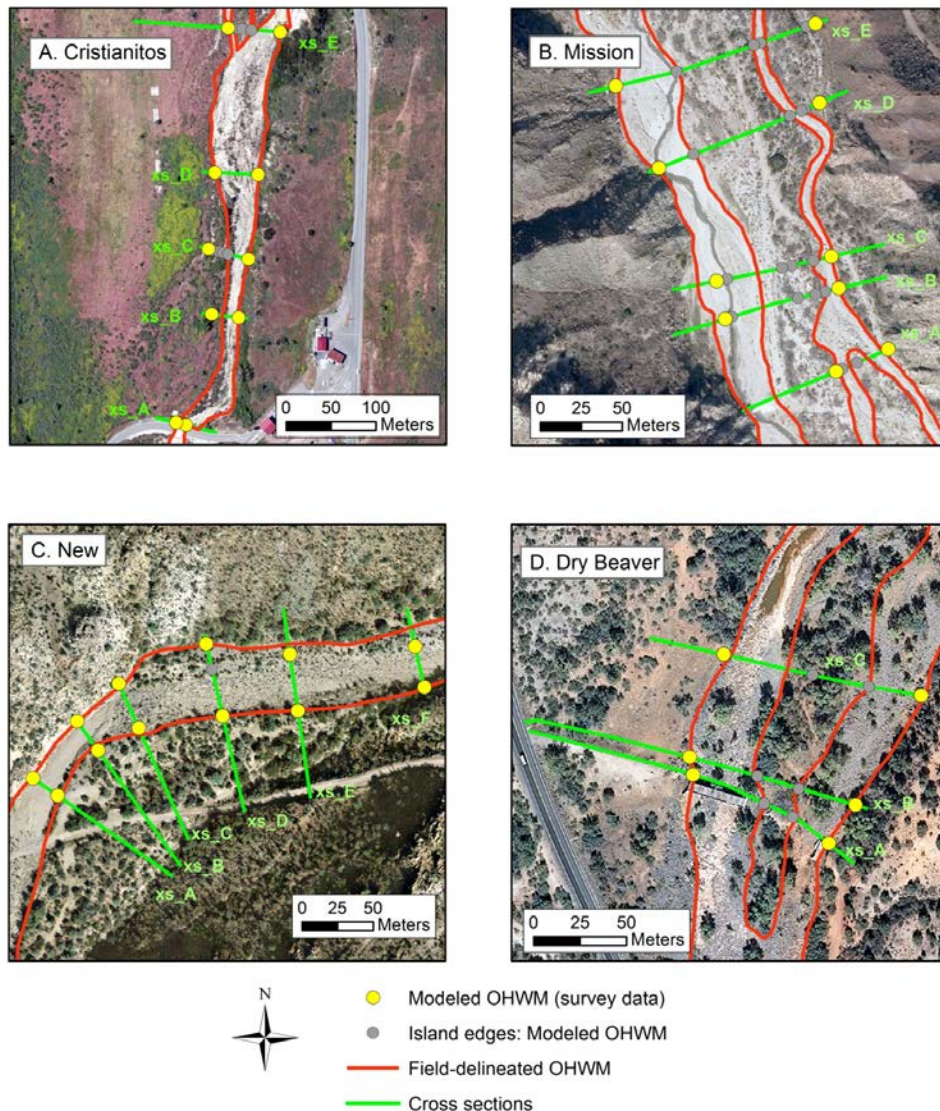 A. Cristianitos
xs_E
xs_D
xs_C
xs_B
xs_A
0 50 100
Meters
B. Mission
xs_E
xs_D
xs_C
xs_B
xs_A
0 25 50
Meters
C. New
xs_F
xs_E
xs_D
xs_C
xs_B
xs_A
0 25 50
Meters
D. Dry Beaver
xs_C
xs_B
xs_A
0 25 50
Meters
N
Modeled OHWM (survey data)
Island edges: Modeled OHWM
Field-delineated OHWM
Cross sections